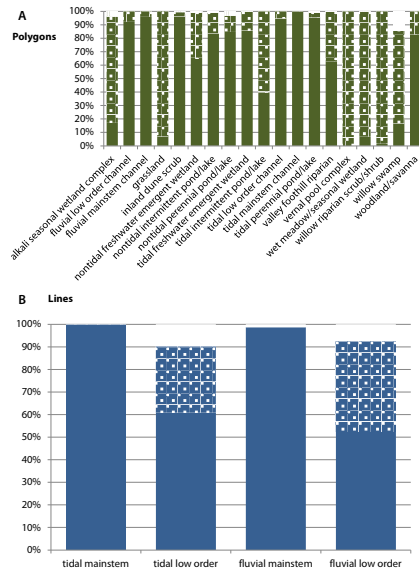 A
Polygons
100%
90%
80%
70%
60%
50%
40%
30%
20%
10%
0%
alkali seasonal wetland complex
fluvial low order channel
fluvial mainstem channel
grassland
inland dune scrub
nontidal freshwater emergent wetland
nontidal intermittent pond/lake
nontidal perennial pond/lake
tidal freshwater emergent wetland
tidal intermittent pond/lake
tidal low order channel
tidal mainstem channel
tidal perennial pond/lake
valley foothill riparian
vernal pool complex
wet meadow/seasonal wetland
willow riparian scrub/shrub
willow swamp
woodland/savanna
B
Lines
100%
90%
80%
70%
60%
50%
40%
30%
20%
10%
0%
tidal mainstem tidal low order fluvial mainstem fluvial low order